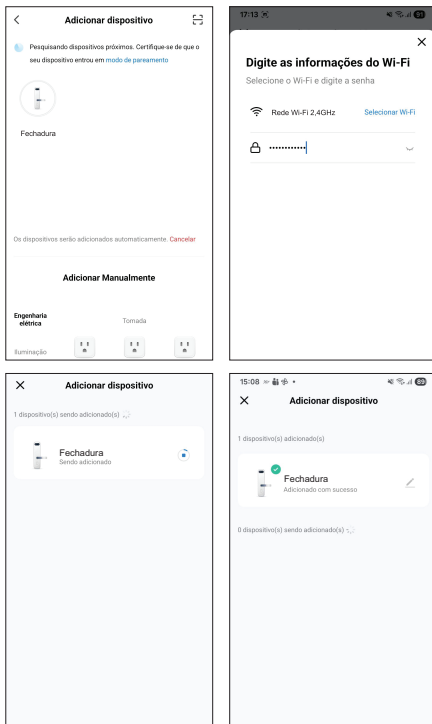 Adicionar dispositivo
Pesquisando dispositivos próximos. Certifique-se de que o
seu dispositivo entrou em modo de pareamento
Fechadura
Os dispositivos serão adicionados automaticamente. Cancelar
Adicionar Manualmente
Engenharia
elétrica
Tomada
Iluminação
17:13
91
Digite as informações do Wi-Fi
Selecione o Wi-Fi e digite a senha
Rede Wi-Fi 2,4GHz
Selecionar Wi-Fi
Adicionar dispositivo
1 dispositivo(s) sendo adicionado(s)
Fechadura
Sendo adicionado
15:08
89
Adicionar dispositivo
1 dispositivo(s) adicionado(s)
Fechadura
Adicionado com sucesso
0 dispositivo(s) sendo adicionado(s)